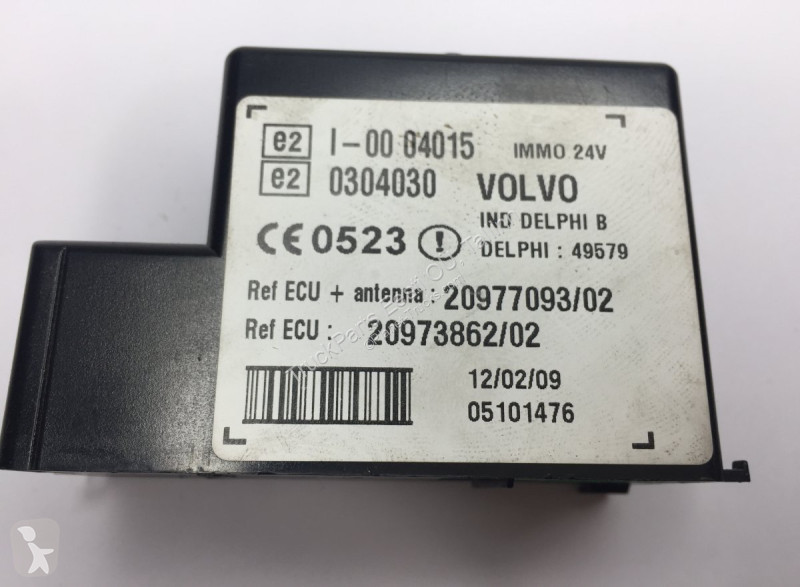 e2 I-00 04015 IMMO 24V
e2 0304030 VOLVO
IND DELPHI B
CE 0523 DELPHI : 49579
Ref ECU + antenna : 20977093/02
Ref ECU : 20973862/02
12/02/09
05101476